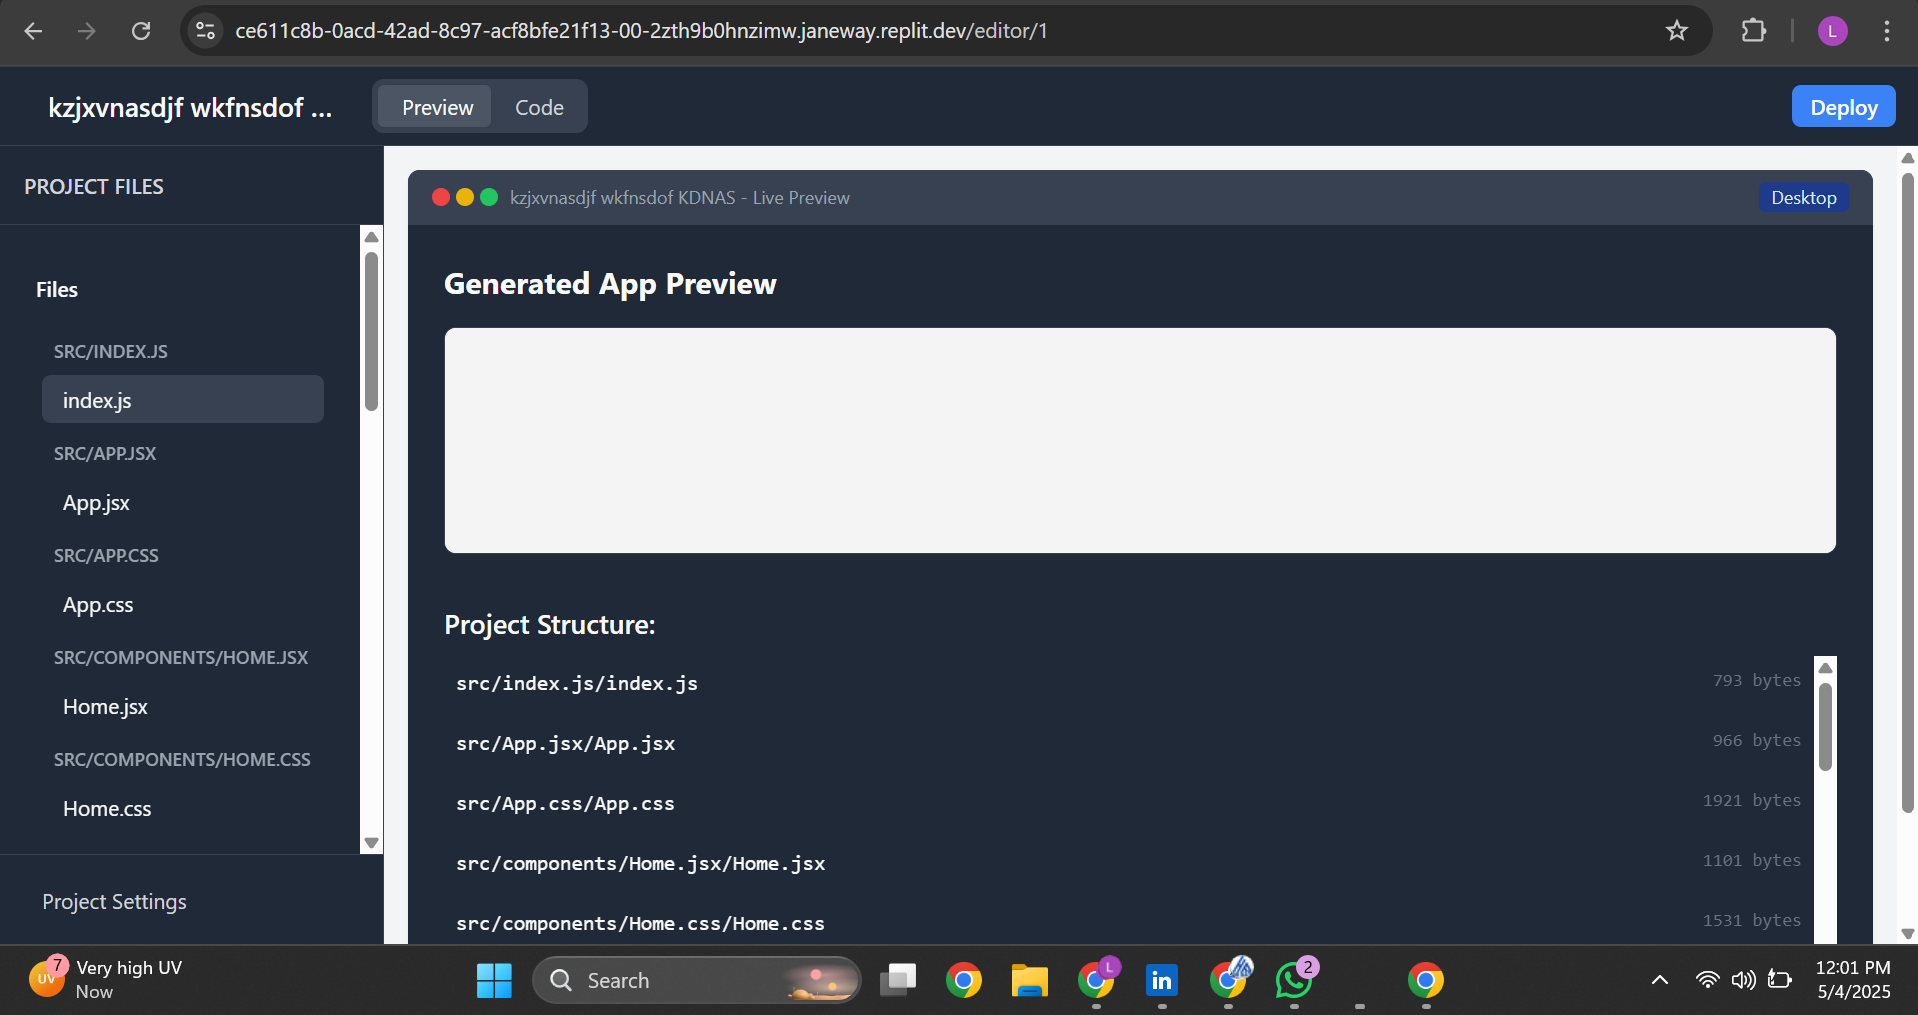 ce611c8b-0acd-42ad-8c97-acf8bfe21f13-00-2zth9b0hnzimw.janeway.replit.dev/editor/1
L
kzjxvnasdjf wkfnsdof ...
Preview
Code
Deploy
PROJECT FILES
kzjxvnasdjf wkfnsdof KDNAS - Live Preview
Desktop
Files
SRC/INDEX.JS
index.js
SRC/APP.JSX
App.jsx
SRC/APP.CSS
App.css
SRC/COMPONENTS/HOME.JSX
Home.jsx
SRC/COMPONENTS/HOME.CSS
Home.css
Project Settings
Generated App Preview
Project Structure:
src/index.js/index.js 793 bytes
src/App.jsx/App.jsx 966 bytes
src/App.css/App.css 1921 bytes
src/components/Home.jsx/Home.jsx 1101 bytes
src/components/Home.css/Home.css 1531 bytes
UV
7
Very high UV
Now
Search
L
in
2
12:01 PM
5/4/2025